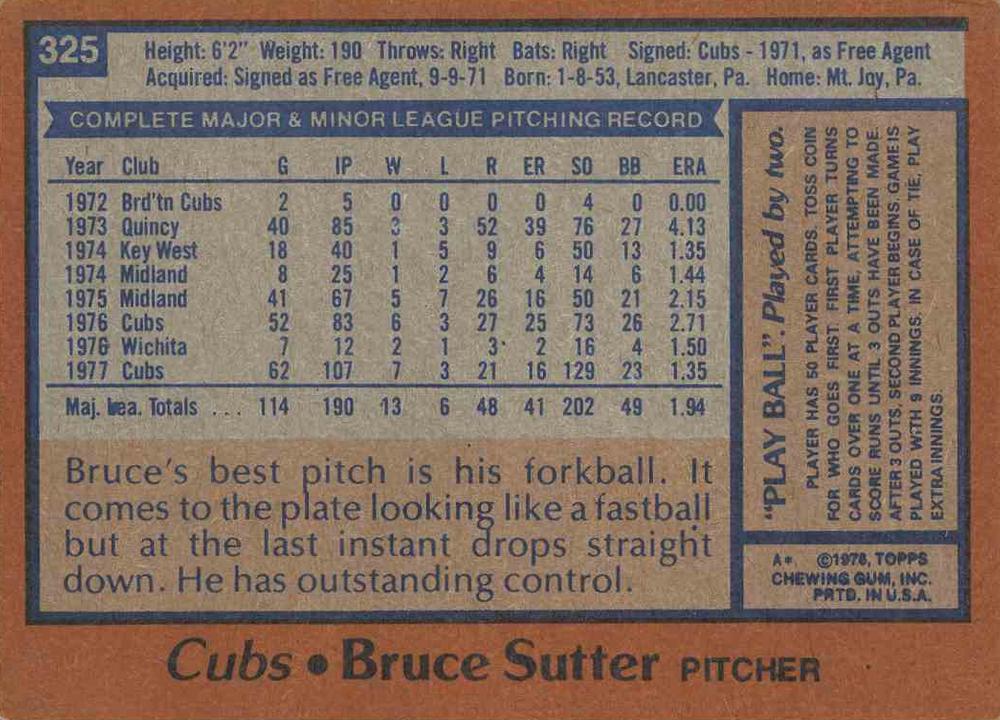 325
Height: 6'2" Weight: 190 Throws: Right Bats: Right Signed: Cubs - 1971, as Free Agent
Acquired: Signed as Free Agent, 9-9-71 Born: 1-8-53, Lancaster, Pa. Home: Mt. Joy, Pa.
COMPLETE MAJOR & MINOR LEAGUE PITCHING RECORD
Year Club G IP W L R ER SO BB ERA
1972 Brd'tn Cubs 2 5 0 0 0 0 4 0 0.00
1973 Quincy 40 85 3 3 52 39 76 27 4.13
1974 Key West 18 40 1 5 9 6 50 13 1.35
1974 Midland 8 25 1 2 6 4 14 6 1.44
1975 Midland 41 67 5 7 26 16 50 21 2.15
1976 Cubs 52 83 6 3 27 25 73 26 2.71
1976 Wichita 7 12 2 1 3 2 16 4 1.50
1977 Cubs 62 107 7 3 21 16 129 23 1.35
Maj. Lea. Totals ... 114 190 13 6 48 41 202 49 1.94
Bruce's best pitch is his forkball. It
comes to the plate looking like a fastball
but at the last instant drops straight
down. He has outstanding control.
"PLAY BALL". Played by two.
PLAYER HAS 50 PLAYER CARDS. TOSS COIN
FOR WHO GOES FIRST. FIRST PLAYER TURNS
CARDS OVER ONE AT A TIME, ATTEMPTING TO
SCORE RUNS UNTIL 3 OUTS HAVE BEEN MADE.
AFTER 3 OUTS, SECOND PLAYER BEGINS. GAME IS
PLAYED WITH 9 INNINGS. IN CASE OF TIE, PLAY
EXTRA INNINGS.
A* ©1978, TOPPS
CHEWING GUM, INC.
PRTD. IN U.S.A.
Cubs • Bruce Sutter PITCHER